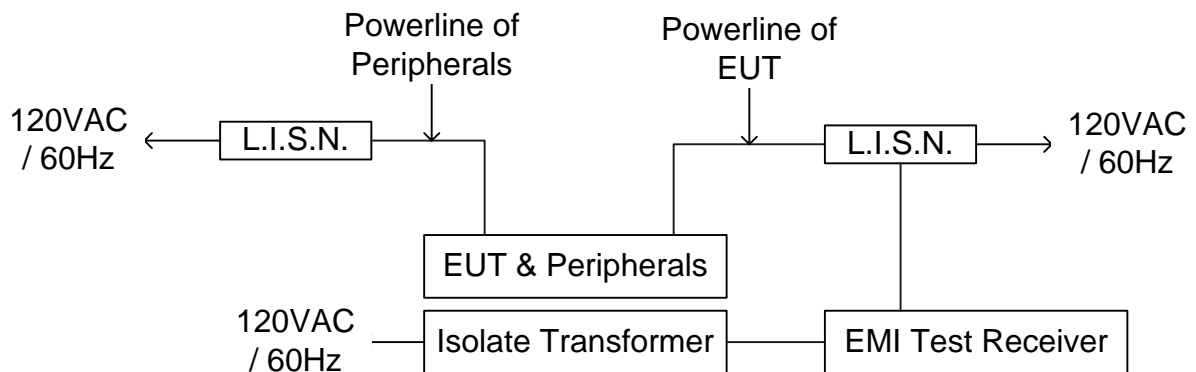 Powerline of
Peripherals
Powerline of
EUT
120VAC
/ 60Hz
L.I.S.N.
L.I.S.N.
120VAC
/ 60Hz
EUT & Peripherals
120VAC
/ 60Hz
Isolate Transformer
EMI Test Receiver